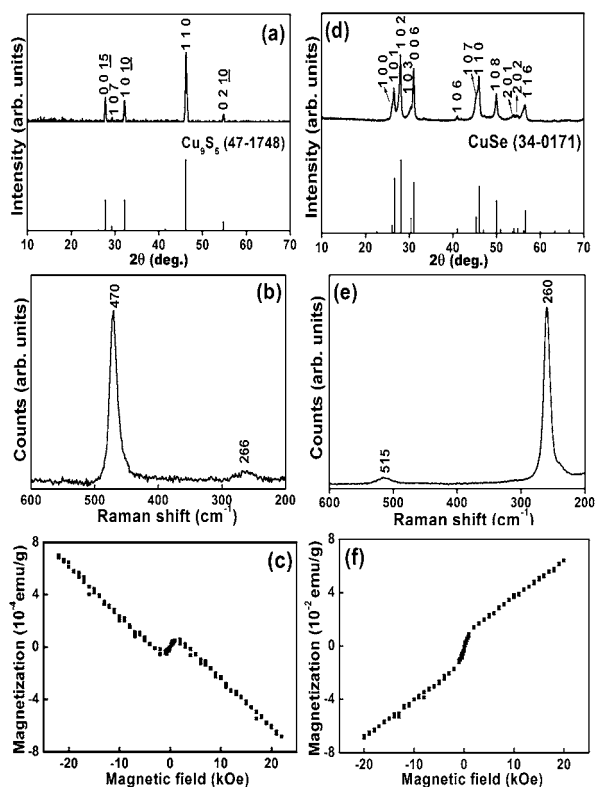 (a)
Intensity (arb. units)
0 0 15
1 0 7
1 0 10
1 1 0
0 2 10
Cu9S5 (47-1748)
10 20 30 40 50 60 70
2θ (deg.)
(d)
Intensity (arb. units)
1 0 0
1 0 1
1 0 2
1 0 3
0 0 6
1 0 6
1 0 7
1 1 0
1 0 8
2 0 1
2 0 2
1 1 6
CuSe (34-0171)
10 20 30 40 50 60 70
2θ (deg.)
(b)
Counts (arb. units)
470
266
600 500 400 300 200
Raman shift (cm⁻¹)
(e)
Counts (arb. units)
515
260
600 500 400 300 200
Raman shift (cm⁻¹)
(c)
Magnetization (10⁻⁴ emu/g)
8
4
0
-4
-8
-20 -10 0 10 20
Magnetic field (kOe)
(f)
Magnetization (10⁻² emu/g)
8
4
0
-4
-8
-20 -10 0 10 20
Magnetic field (kOe)